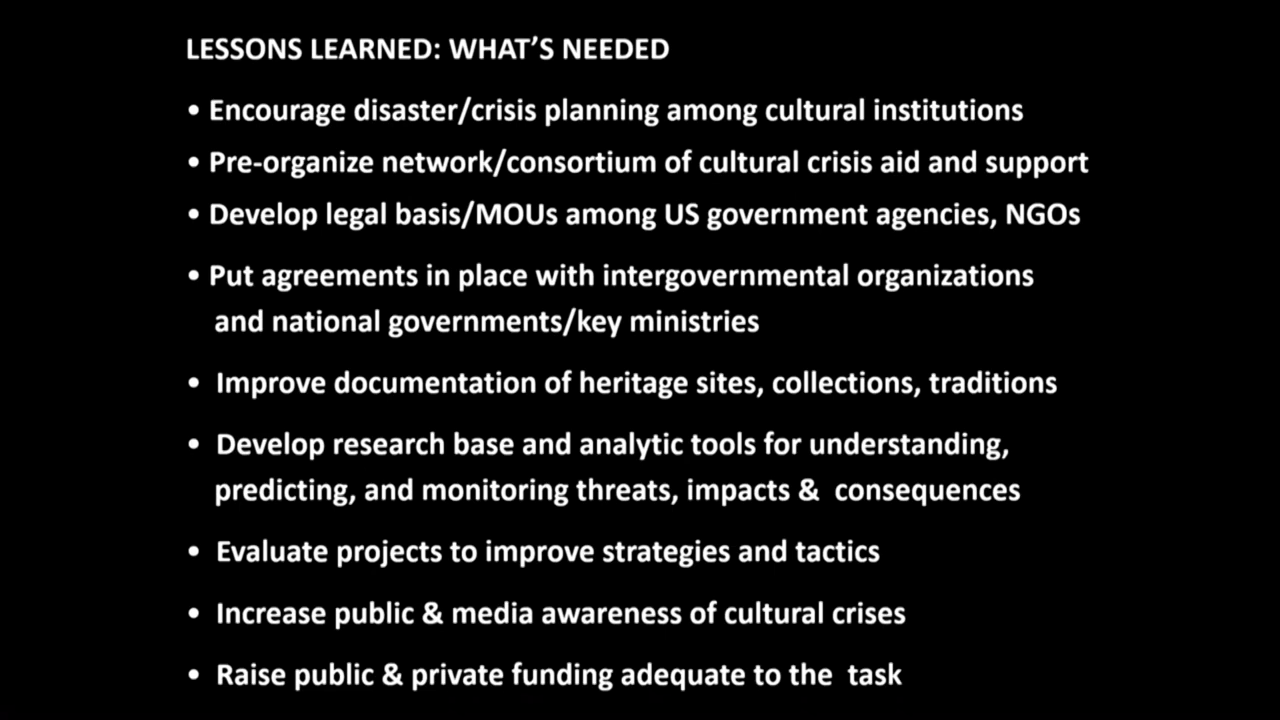 LESSONS LEARNED: WHAT'S NEEDED
• Encourage disaster/crisis planning among cultural institutions
• Pre-organize network/consortium of cultural crisis aid and support
• Develop legal basis/MOUs among US government agencies, NGOs
• Put agreements in place with intergovernmental organizations
and national governments/key ministries
• Improve documentation of heritage sites, collections, traditions
• Develop research base and analytic tools for understanding,
predicting, and monitoring threats, impacts & consequences
• Evaluate projects to improve strategies and tactics
• Increase public & media awareness of cultural crises
• Raise public & private funding adequate to the task